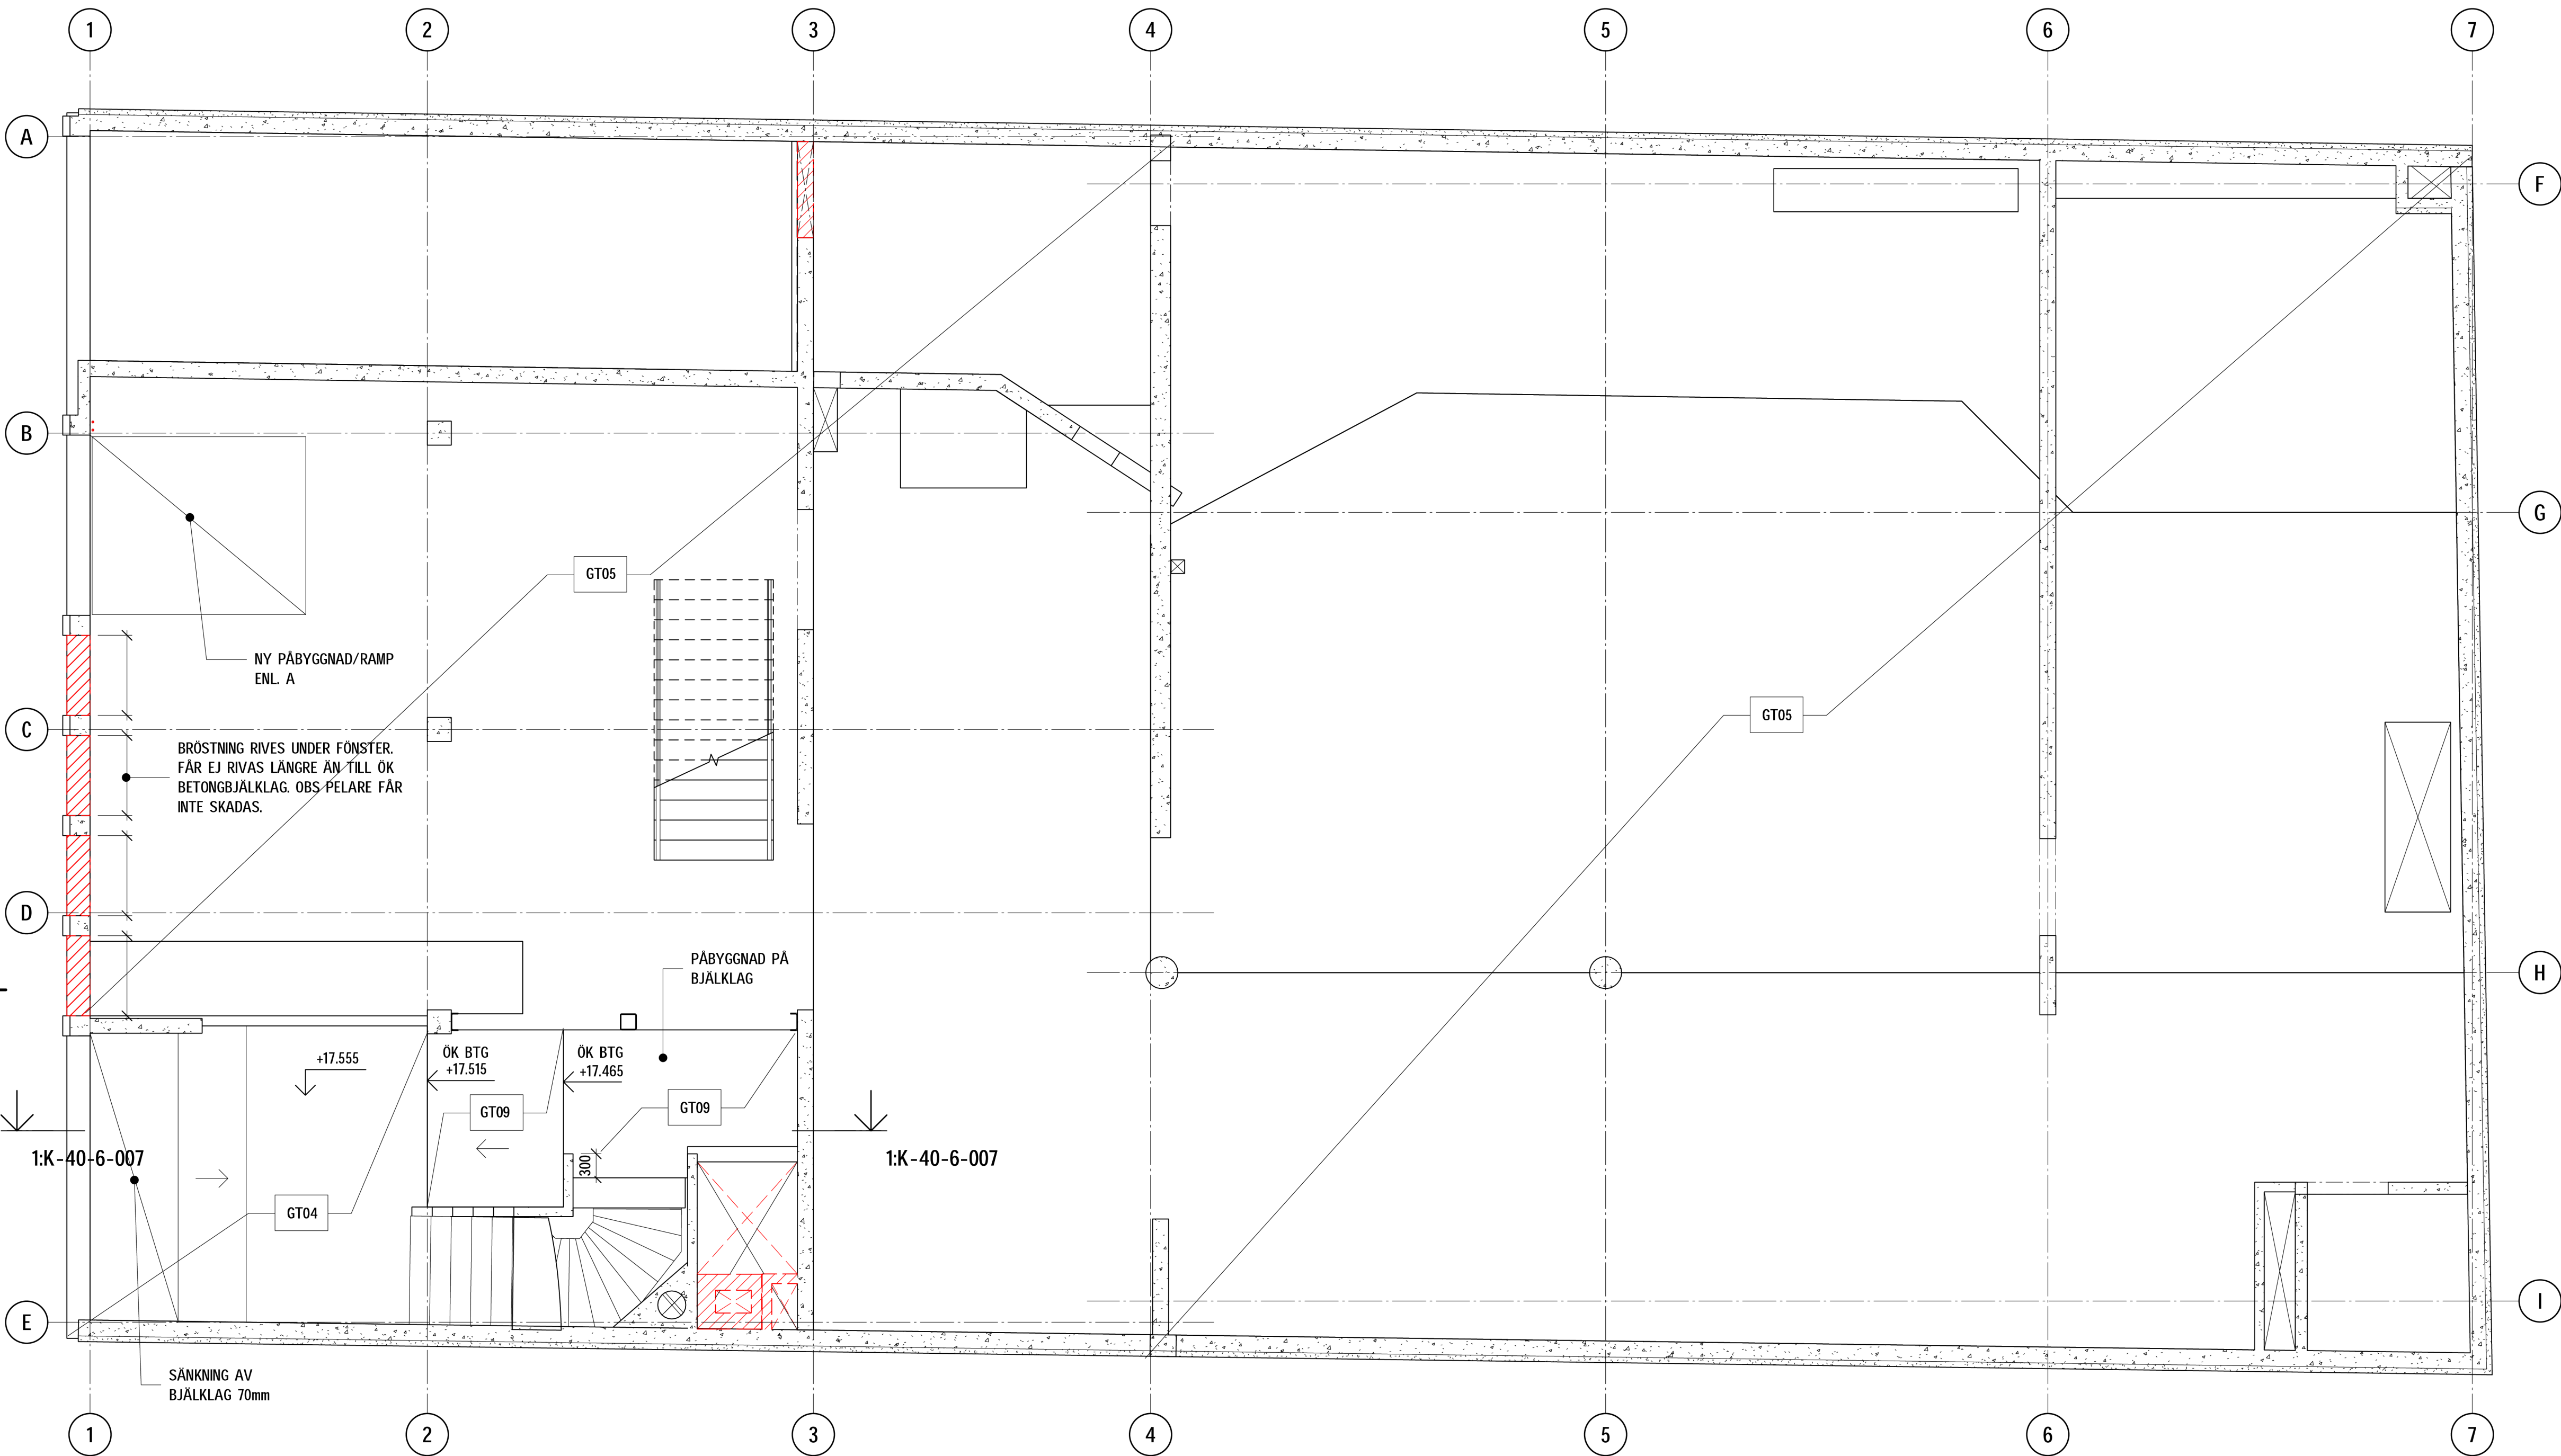 1
2
3
4
5
6
7
A
F
B
G
GT05
NY PÅBYGGNAD/RAMP
ENL. A
GT05
C
BRÖSTNING RIVES UNDER FÖNSTER.
FÅR EJ RIVAS LÄNGRE ÄN TILL ÖK
BETONGBJÄLKLAG. OBS PELARE FÅR
INTE SKADAS.
D
PÅBYGGNAD PÅ
BJÄLKLAG
H
+17.555
ÖK BTG
+17.515
ÖK BTG
+17.465
GT09
GT09
1:K-40-6-007
300
1:K-40-6-007
GT04
E
I
SÄNKNING AV
BJÄLKLAG 70mm
1
2
3
4
5
6
7